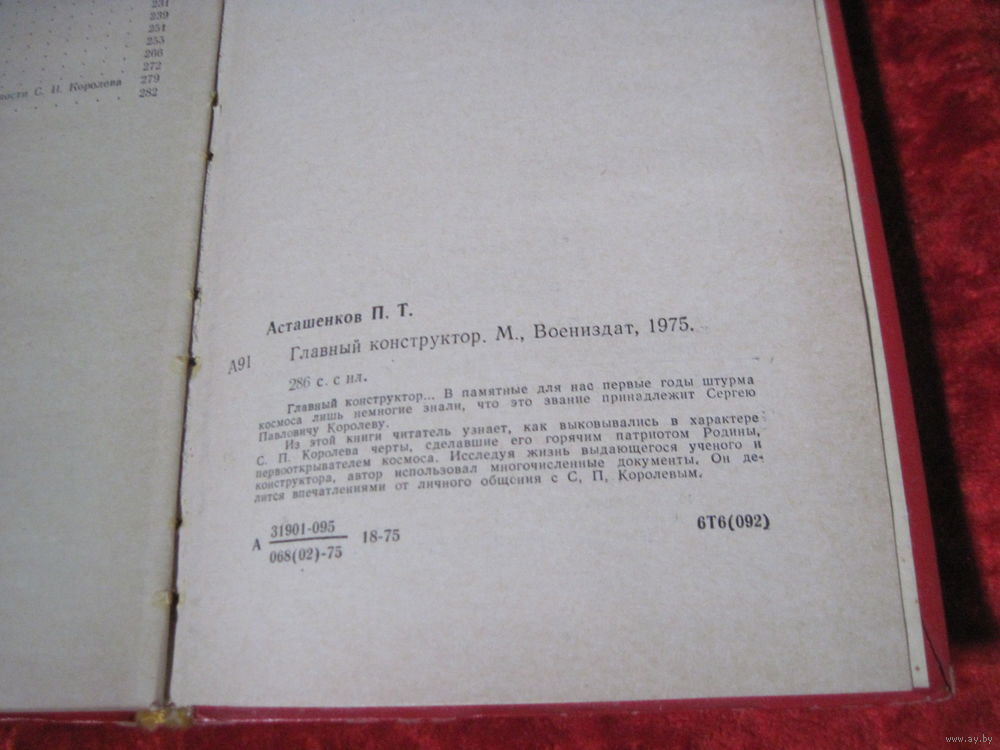 231
239
251
253
266
272
ности С. П. Королева 279
282
Асташенков П. Т.
А91
Главный конструктор. М., Воениздат, 1975.
286 с. с ил.
Главный конструктор... В памятные для нас первые годы штурма
космоса лишь немногие знали, что это звание принадлежит Сергею
Павловичу Королеву.
Из этой книги читатель узнает, как выковывались в характере
С. П. Королева черты, сделавшие его горячим патриотом Родины,
первооткрывателем космоса. Исследуя жизнь выдающегося ученого и
конструктора, автор использовал многочисленные документы. Он де-
лится впечатлениями от личного общения с С. П. Королевым.
А 31901-095 18-75
068(02)-75
6Т6(092)
www.ay.by